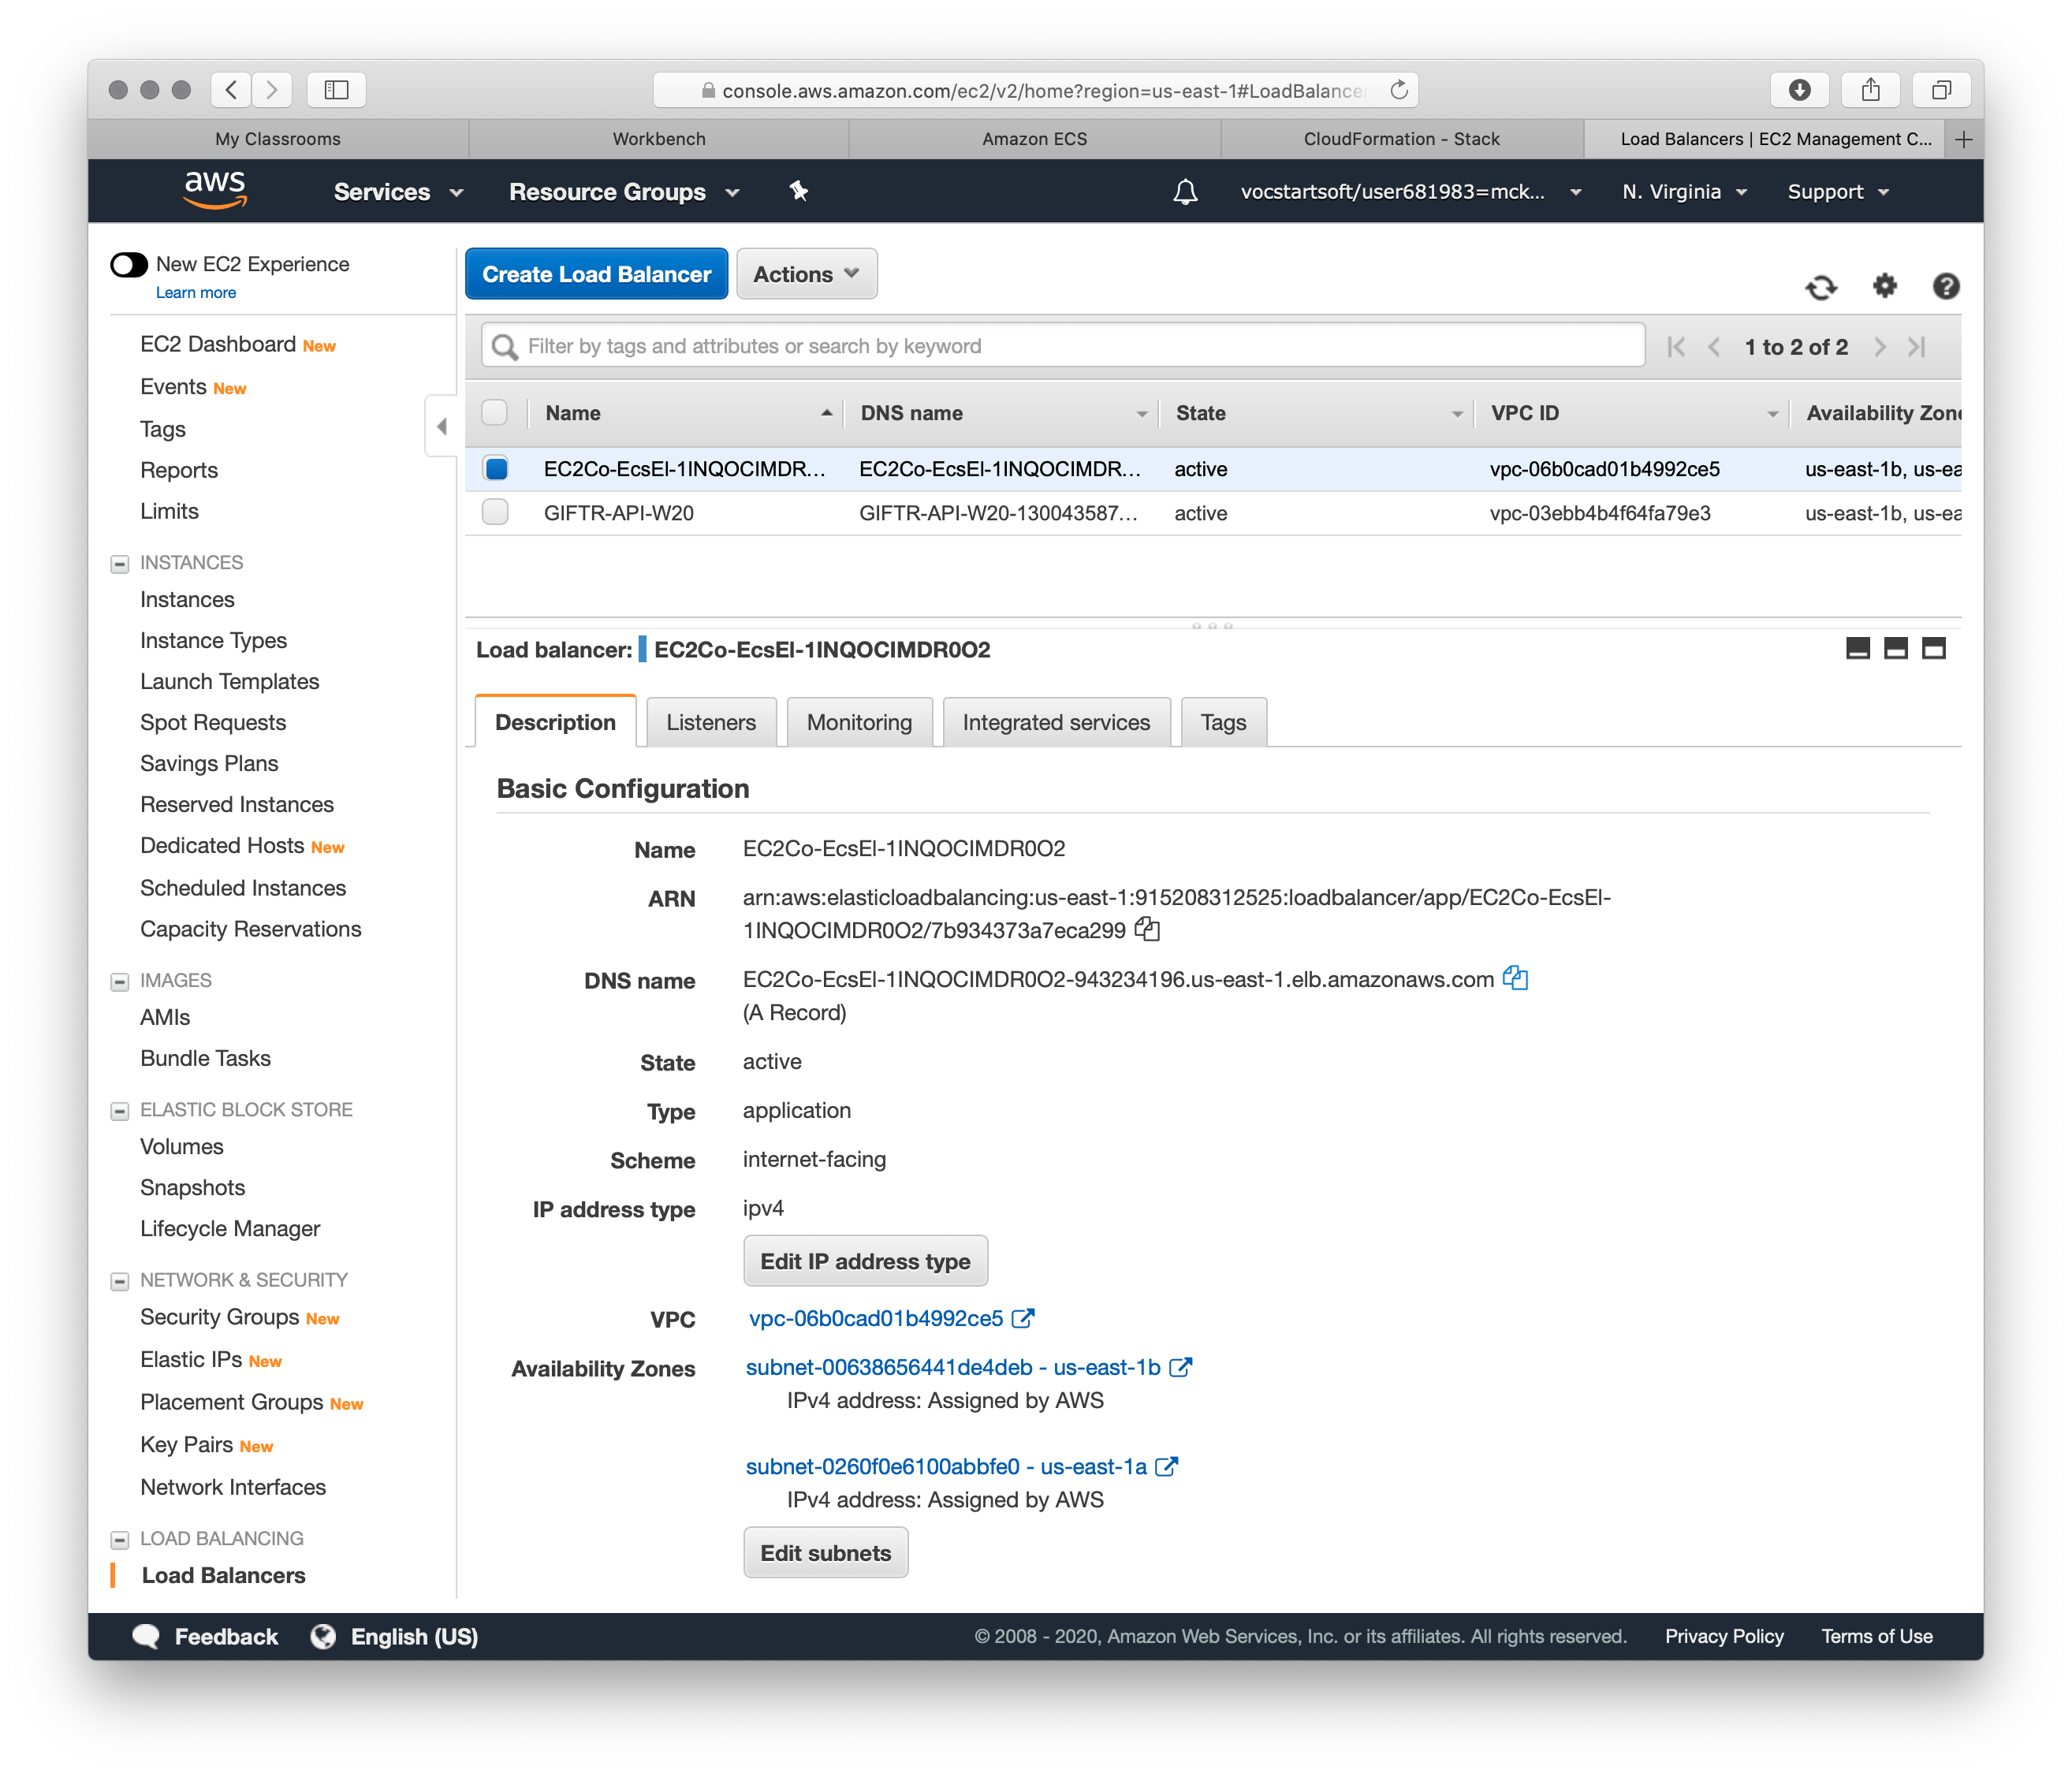 console.aws.amazon.com/ec2/v2/home?region=us-east-1#LoadBalance
My Classrooms
Workbench
Amazon ECS
CloudFormation - Stack
Load Balancers | EC2 Management C...
aws
Services
Resource Groups
vocstartsoft/user681983=mck...
N. Virginia
Support
New EC2 Experience
Learn more
EC2 Dashboard New
Events New
Tags
Reports
Limits
INSTANCES
Instances
Instance Types
Launch Templates
Spot Requests
Savings Plans
Reserved Instances
Dedicated Hosts New
Scheduled Instances
Capacity Reservations
IMAGES
AMIs
Bundle Tasks
ELASTIC BLOCK STORE
Volumes
Snapshots
Lifecycle Manager
NETWORK & SECURITY
Security Groups New
Elastic IPs New
Placement Groups New
Key Pairs New
Network Interfaces
LOAD BALANCING
Load Balancers
Create Load Balancer
Actions
Filter by tags and attributes or search by keyword
1 to 2 of 2
Name DNS name State VPC ID Availability Zon
EC2Co-EcsEl-1INQOCIMDR... EC2Co-EcsEl-1INQOCIMDR... active vpc-06b0cad01b4992ce5 us-east-1b, us-ea
GIFTR-API-W20 GIFTR-API-W20-130043587... active vpc-03ebb4b4f64fa79e3 us-east-1b, us-ea
Load balancer: EC2Co-EcsEl-1INQOCIMDR0O2
Description
Listeners
Monitoring
Integrated services
Tags
Basic Configuration
Name EC2Co-EcsEl-1INQOCIMDR0O2
ARN arn:aws:elasticloadbalancing:us-east-1:915208312525:loadbalancer/app/EC2Co-EcsEl-
1INQOCIMDR0O2/7b934373a7eca299
DNS name EC2Co-EcsEl-1INQOCIMDR0O2-943234196.us-east-1.elb.amazonaws.com
(A Record)
State active
Type application
Scheme internet-facing
IP address type ipv4
Edit IP address type
VPC vpc-06b0cad01b4992ce5
Availability Zones subnet-00638656441de4deb - us-east-1b
IPv4 address: Assigned by AWS
subnet-0260f0e6100abbfe0 - us-east-1a
IPv4 address: Assigned by AWS
Edit subnets
Feedback
English (US)
© 2008 - 2020, Amazon Web Services, Inc. or its affiliates. All rights reserved.
Privacy Policy
Terms of Use